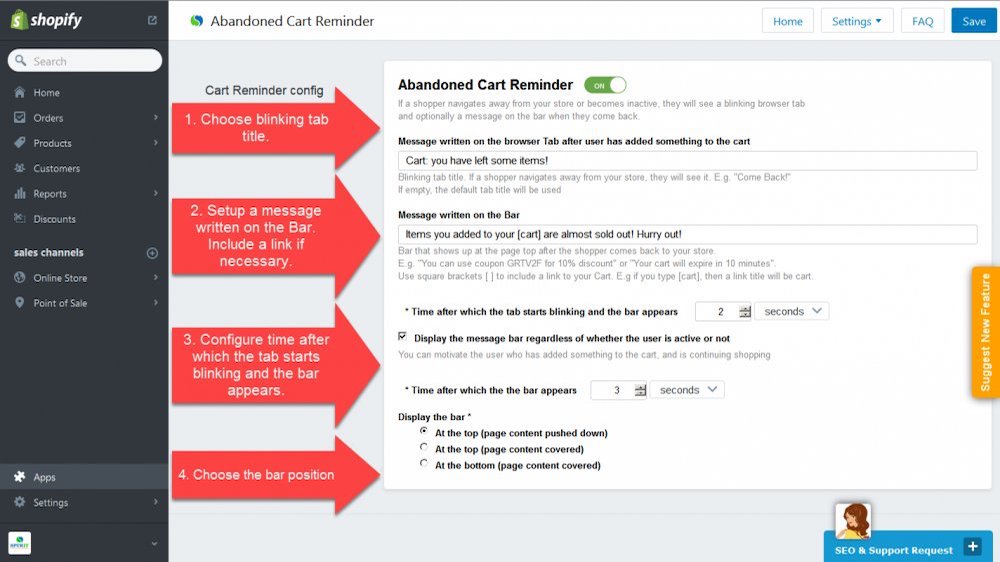 shopify
Abandoned Cart Reminder
Home
Settings
FAQ
Save
Search
Home
Orders
Products
Customers
Reports
Discounts
sales channels
Online Store
Point of Sale
Apps
Settings
Cart Reminder config
1. Choose blinking tab
title.
2. Setup a message
written on the Bar.
Include a link if
necessary.
3. Configure time after
which the tab starts
blinking and the bar
appears.
4. Choose the bar position
Abandoned Cart Reminder
ON
If a shopper navigates away from your store or becomes inactive, they will see a blinking browser tab
and optionally a message on the bar when they come back.
Message written on the browser Tab after user has added something to the cart
Cart: you have left some items!
Blinking tab title. If a shopper navigates away from your store, they will see it. E.g. "Come Back!"
If empty, the default tab title will be used
Message written on the Bar
Items you added to your [cart] are almost sold out! Hurry out!
Bar that shows up at the page top after the shopper comes back to your store.
E.g. "You can use coupon GRTV2F for 10% discount" or "Your cart will expire in 10 minutes".
Use square brackets [ ] to include a link to your Cart. E.g if you type [cart], then a link title will be cart.
* Time after which the tab starts blinking and the bar appears 2 seconds
Display the message bar regardless of whether the user is active or not
You can motivate the user who has added something to the cart, and is continuing shopping
* Time after which the the bar appears 3 seconds
Display the bar *
At the top (page content pushed down)
At the top (page content covered)
At the bottom (page content covered)
Suggest New Feature
SEO & Support Request